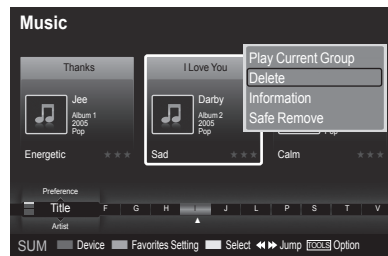 Music
Thanks
Jee
Album 1
2005
Pop
Energetic ★★★
I Love You
Darby
Album 2
2005
Pop
Sad ★★★
Play Current Group
Delete
Information
Safe Remove
Pop
Calm ★★★
Preference
Title F G H I J L P S T V
Artist
SUM Device Favorites Setting Select ◀◀ ▶▶ Jump TOOLS Option